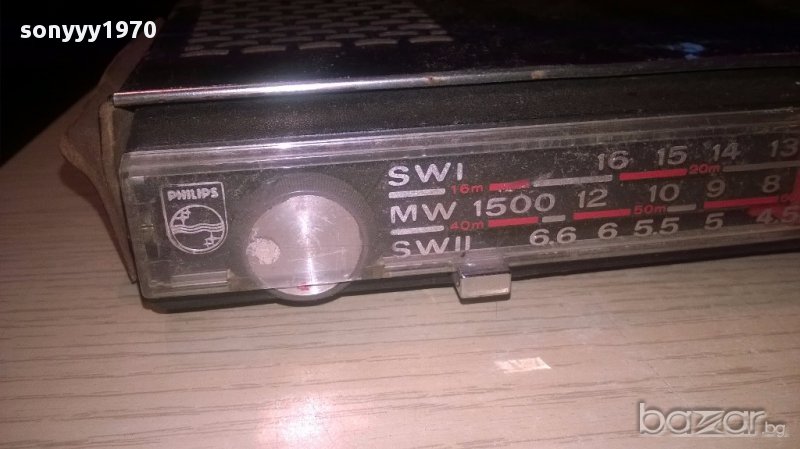 sonyyy1970
PHILIPS
SWI 16 15 14 13
16m 20m
MW 1500 12 10 9 8
40m 50m
SWII 6.6 6 5.5 5 4.5
bazar.bg